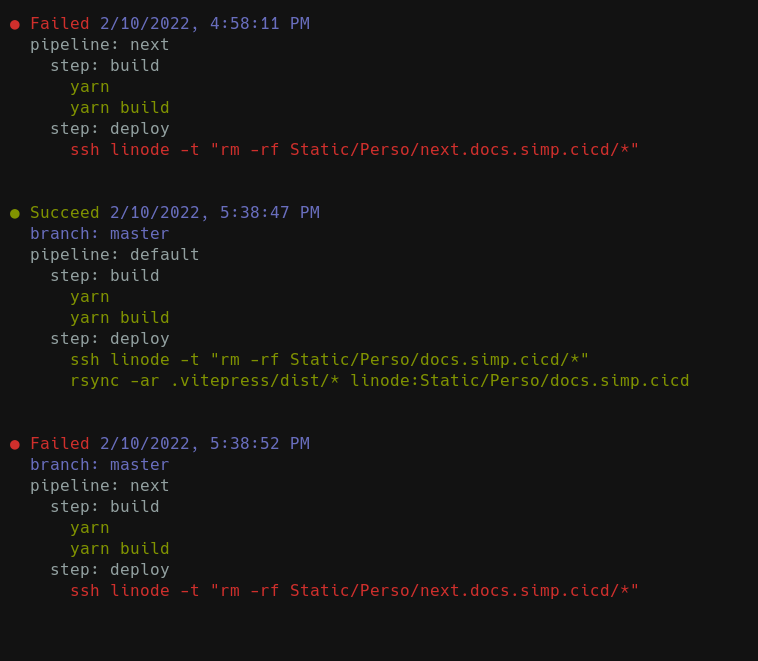 ● Failed 2/10/2022, 4:58:11 PM
pipeline: next
step: build
yarn
yarn build
step: deploy
ssh linode -t "rm -rf Static/Perso/next.docs.simp.cicd/*"
● Succeed 2/10/2022, 5:38:47 PM
branch: master
pipeline: default
step: build
yarn
yarn build
step: deploy
ssh linode -t "rm -rf Static/Perso/docs.simp.cicd/*"
rsync -ar .vitepress/dist/* linode:Static/Perso/docs.simp.cicd
● Failed 2/10/2022, 5:38:52 PM
branch: master
pipeline: next
step: build
yarn
yarn build
step: deploy
ssh linode -t "rm -rf Static/Perso/next.docs.simp.cicd/*"